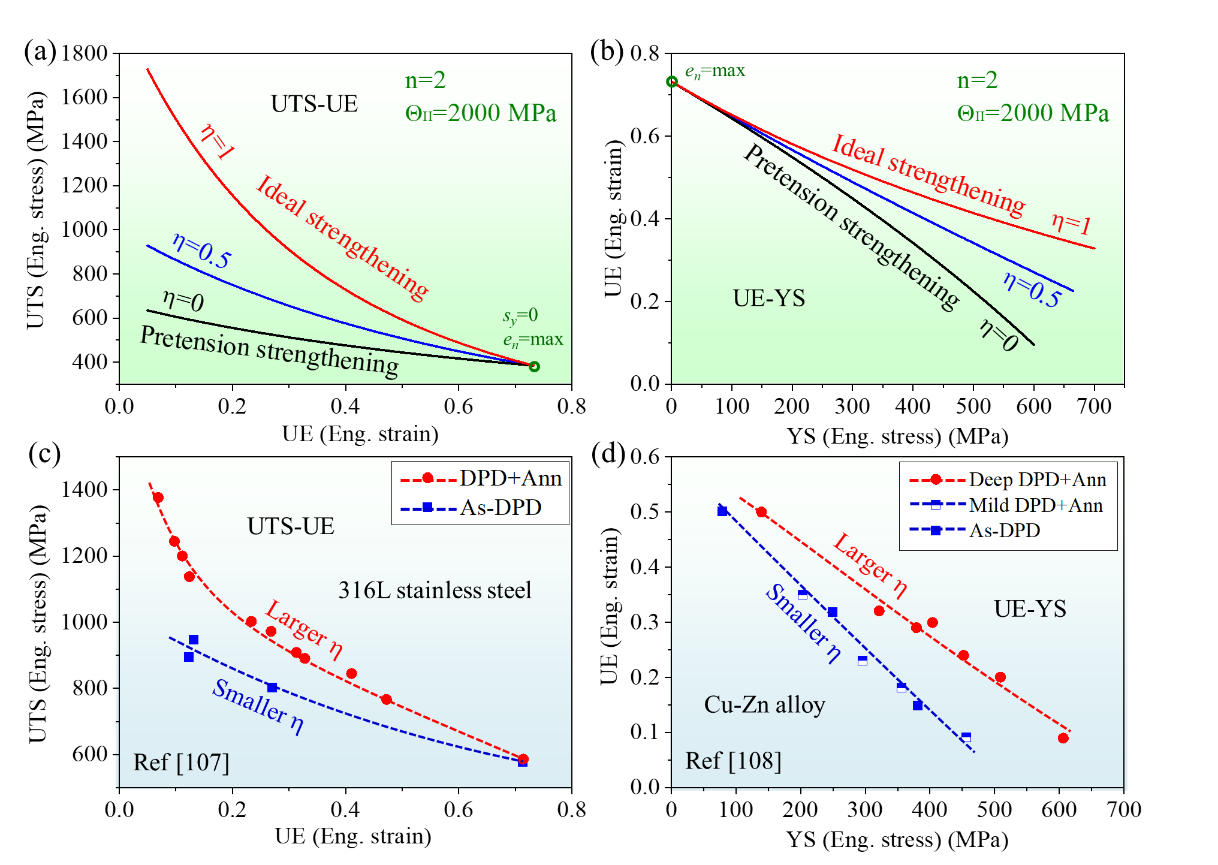 (a)
1800
1600
1400
1200
1000
800
600
400
UTS (Eng. stress) (MPa)
n=2
UTS-UE
Θ_II=2000 MPa
η=1
Ideal strengthening
η=0.5
η=0
Pretension strengthening
s_y=0
e_n=max
0.0 0.2 0.4 0.6 0.8
UE (Eng. strain)
(b)
0.8
0.6
0.4
0.2
0.0
UE (Eng. strain)
e_n=max
n=2
Θ_II=2000 MPa
Ideal strengthening
η=1
Pretension strengthening
η=0.5
η=0
UE-YS
0 100 200 300 400 500 600 700
YS (Eng. stress) (MPa)
(c)
1400
1200
1000
800
600
UTS (Eng. stress) (MPa)
DPD+Ann
As-DPD
UTS-UE
316L stainless steel
Larger η
Smaller η
Ref [107]
0.0 0.2 0.4 0.6 0.8
UE (Eng. strain)
(d)
0.6
0.5
0.4
0.3
0.2
0.1
0.0
UE (Eng. strain)
Deep DPD+Ann
Mild DPD+Ann
As-DPD
Larger η
Smaller η
UE-YS
Cu-Zn alloy
Ref [108]
0 100 200 300 400 500 600 700
YS (Eng. stress) (MPa)